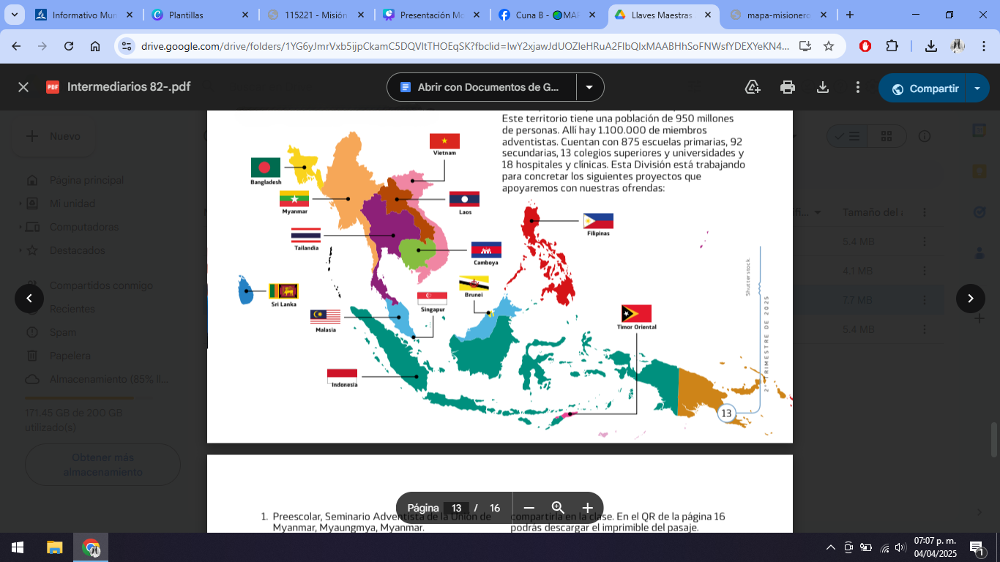 Informativo Mun
Plantillas
115221 - Misión
Presentación Mo
Cuna B - 🌎MAP
Llaves Maestras
mapa-misionero
drive.google.com/drive/folders/1YG6yJmrVxb5ijpCkamC5DQVltTHOEqSK?fbclid=IwY2xjawJdUOZleHRuA2FlbQIxMAABHhSoFNWsfYDEXYeKN4...
PDF
Intermediarios 82-.pdf
Abrir con Documentos de G...
Compartir
Nuevo
Página principal
Mi unidad
Computadoras
Destacados
Compartidos conmigo
Recientes
Spam
Papelera
Almacenamiento (85% ll...
171.45 GB de 200 GB
utilizado(s)
Obtener más
almacenamiento
Tamaño del
5.4 MB
4.1 MB
7.7 MB
5.4 MB
Este territorio tiene una población de 950 millones
de personas. Allí hay 1.100.000 de miembros
adventistas. Cuentan con 875 escuelas primarias, 92
secundarias, 13 colegios superiores y universidades y
18 hospitales y clínicas. Esta División está trabajando
para concretar los siguientes proyectos que
apoyaremos con nuestras ofrendas:
Vietnam
Bangladesh
Myanmar
Laos
Filipinas
Tailandia
Camboya
Sri Lanka
Brunei
Singapur
Malasia
Timor Oriental
Indonesia
Shutterstock
2° TRIMESTRE DE 2025
13
Página 13 / 16
1. Preescolar, Seminario Adventista de la Unión de
Myanmar, Myaungmya, Myanmar.
compartirla en la clase. En el QR de la página 16
podrás descargar el imprimible del pasaje.
07:07 p. m.
04/04/2025
1